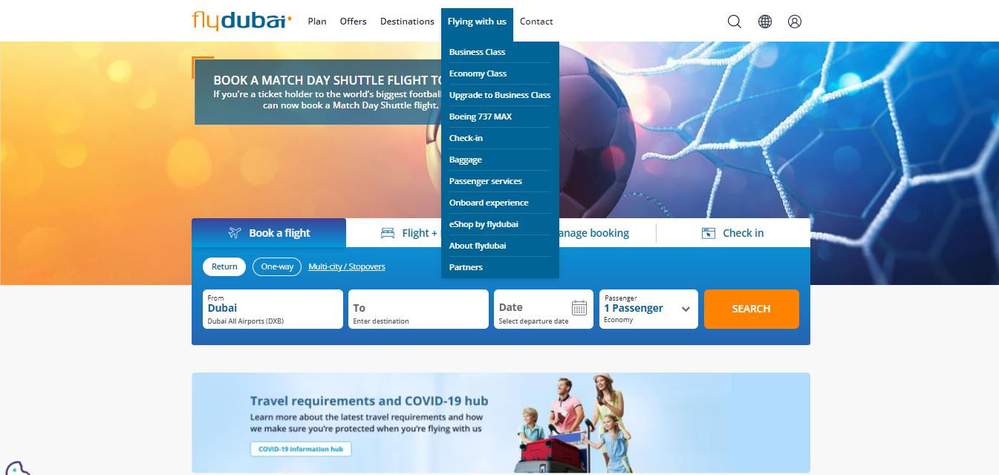 flydubai
Plan
Offers
Destinations
Flying with us
Contact
Business Class
Economy Class
Upgrade to Business Class
Boeing 737 MAX
Check-in
Baggage
Passenger services
Onboard experience
eShop by flydubai
About flydubai
Partners
BOOK A MATCH DAY SHUTTLE FLIGHT TO
If you're a ticket holder to the world's biggest football
can now book a Match Day Shuttle flight.
Book a flight
Flight +
anage booking
Check in
Return
One-way
Multi-city / Stopovers
From
Dubai
Dubai All Airports (DXB)
To
Enter destination
Date
Select departure date
Passenger
1 Passenger
Economy
SEARCH
Travel requirements and COVID-19 hub
Learn more about the latest travel requirements and how
we make sure you're protected when you're flying with us
COVID-19 information hub